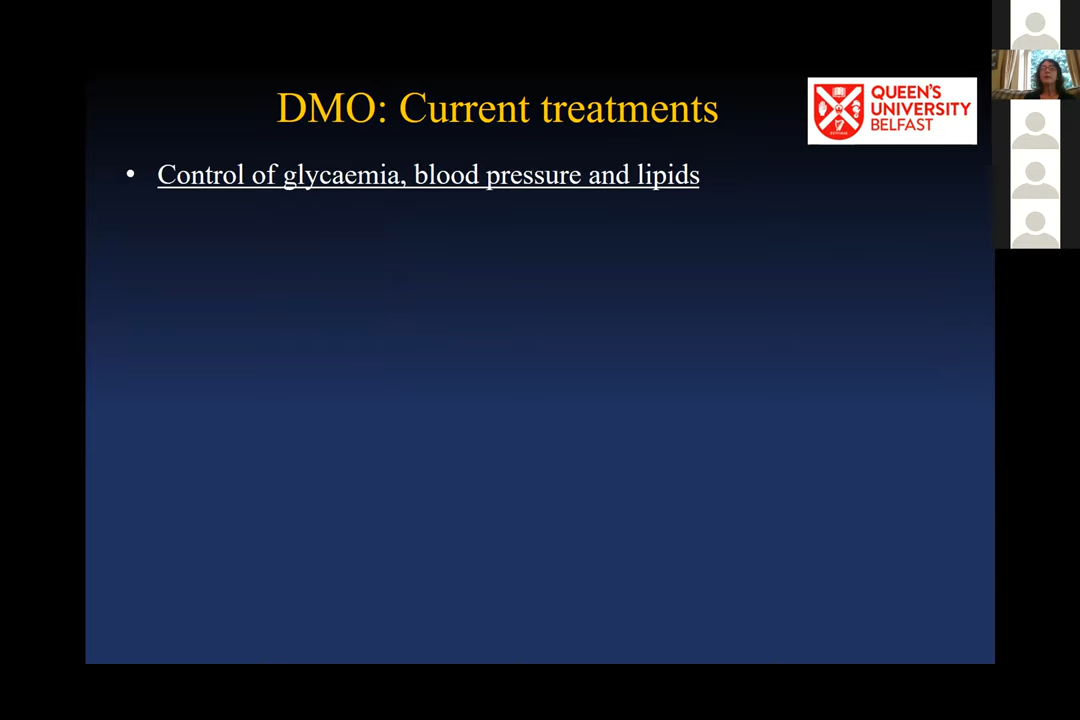 DMO: Current treatments
QUEEN'S
UNIVERSITY
BELFAST
• Control of glycaemia, blood pressure and lipids